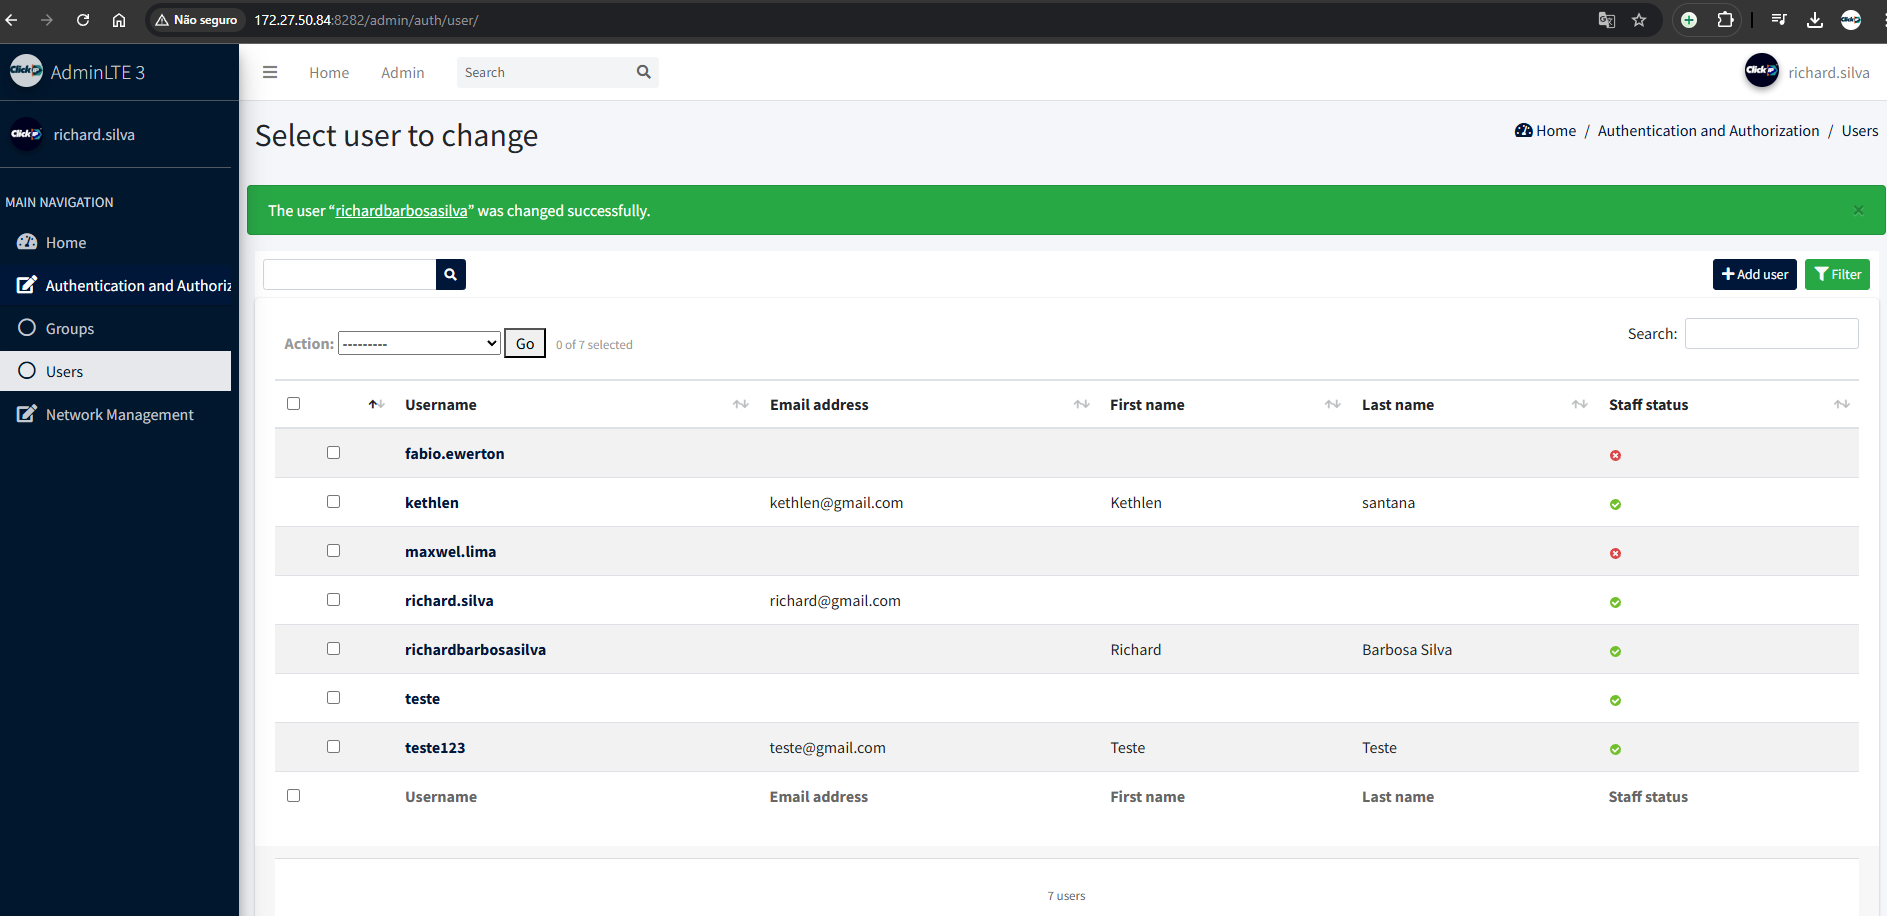 Não seguro 172.27.50.84:8282/admin/auth/user/
Click
AdminLTE 3
Home Admin Search
Click richard.silva
Click richard.silva
Select user to change
Home / Authentication and Authorization / Users
MAIN NAVIGATION
Home
Authentication and Authoriz
Groups
Users
Network Management
The user “richardbarbosasilva” was changed successfully. ×
Add user Filter
Action: --------- Go 0 of 7 selected
Search:
Username Email address First name Last name Staff status
fabio.ewerton
kethlen kethlen@gmail.com Kethlen santana
maxwel.lima
richard.silva richard@gmail.com
richardbarbosasilva Richard Barbosa Silva
teste
teste123 teste@gmail.com Teste Teste
Username Email address First name Last name Staff status
7 users